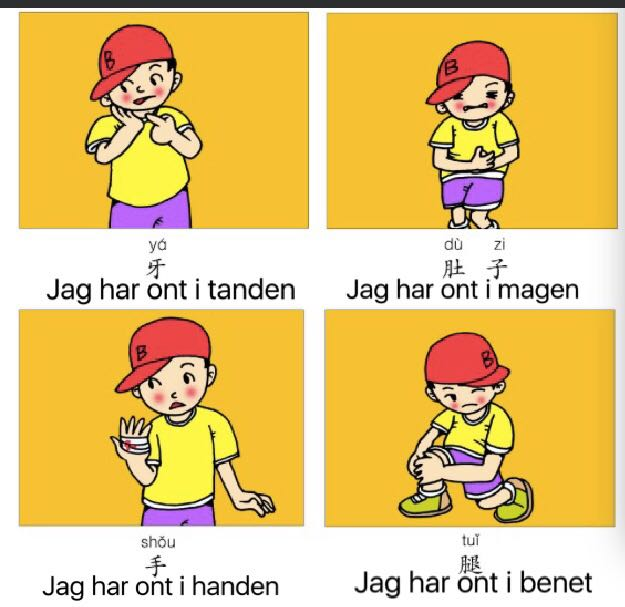 B
yá
牙
Jag har ont i tanden
B
dù zi
肚 子
Jag har ont i magen
B
shǒu
手
Jag har ont i handen
B
tuǐ
腿
Jag har ont i benet